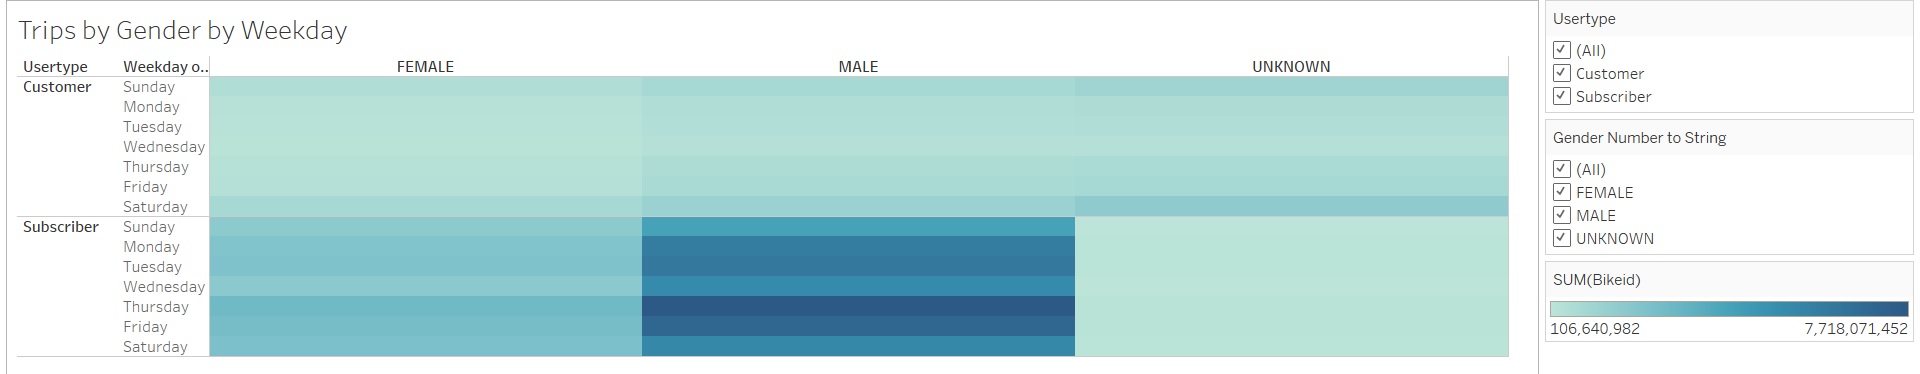 Trips by Gender by Weekday
Usertype Weekday o.. FEMALE MALE UNKNOWN
Customer Sunday
Monday
Tuesday
Wednesday
Thursday
Friday
Saturday
Subscriber Sunday
Monday
Tuesday
Wednesday
Thursday
Friday
Saturday
Usertype
(All)
Customer
Subscriber
Gender Number to String
(All)
FEMALE
MALE
UNKNOWN
SUM(Bikeid)
106,640,982 7,718,071,452